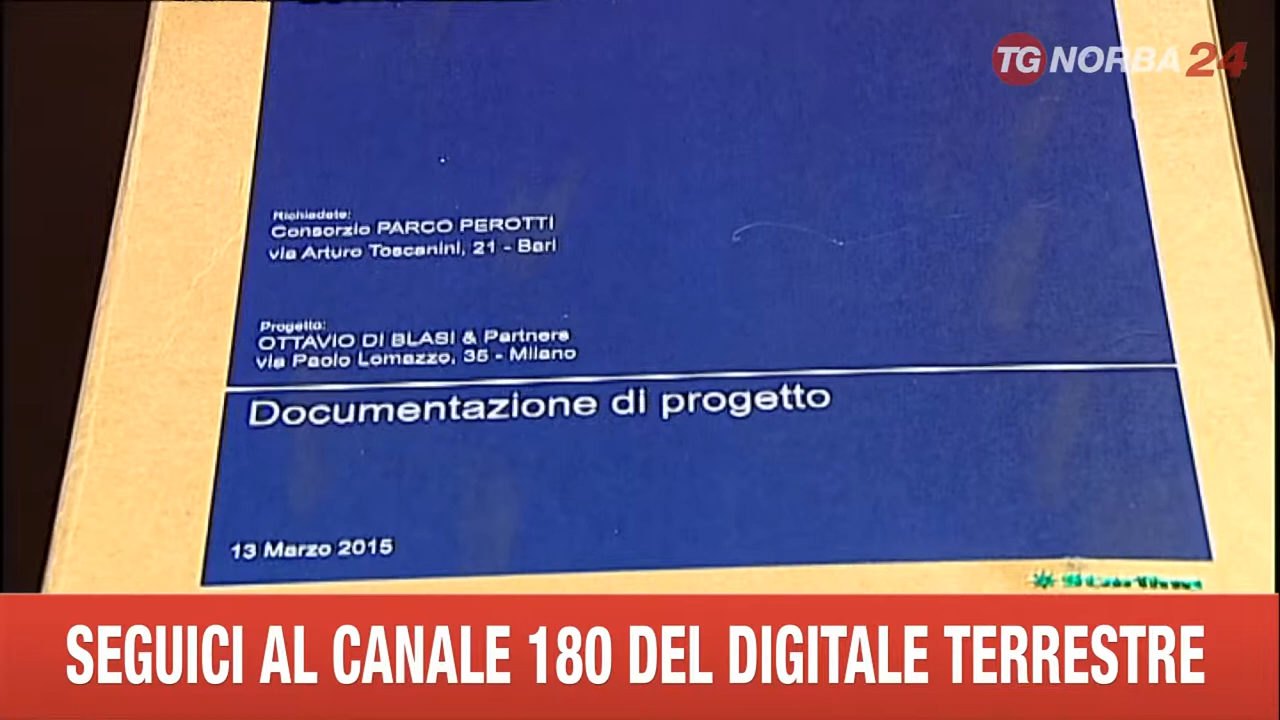 TG NORBA 24
Richiedete:
Consorzio PARCO PEROTTI
via Arturo Toscanini, 21 - Bari
Progetto:
OTTAVIO DI BLASI & Partners
via Paolo Lomazzo, 35 - Milano
Documentazione di progetto
13 Marzo 2015
SEGUICI AL CANALE 180 DEL DIGITALE TERRESTRE